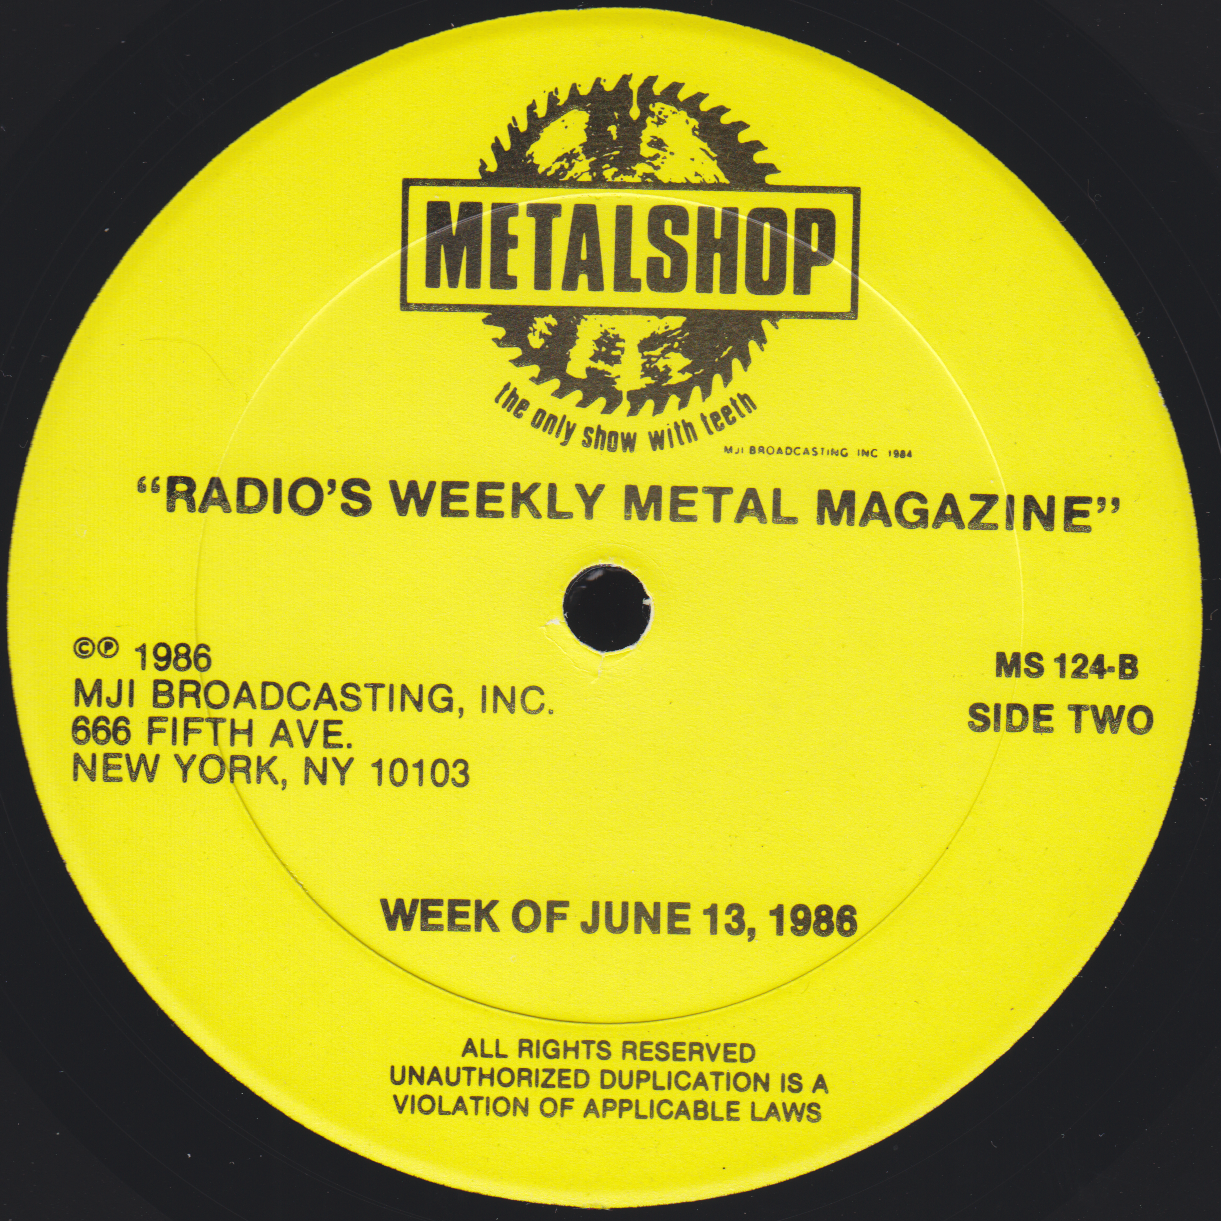 METALSHOP
the only show with teeth
MJI BROADCASTING INC 1984
“RADIO’S WEEKLY METAL MAGAZINE”
©℗ 1986
MJI BROADCASTING, INC.
666 FIFTH AVE.
NEW YORK, NY 10103
MS 124-B
SIDE TWO
WEEK OF JUNE 13, 1986
ALL RIGHTS RESERVED
UNAUTHORIZED DUPLICATION IS A
VIOLATION OF APPLICABLE LAWS